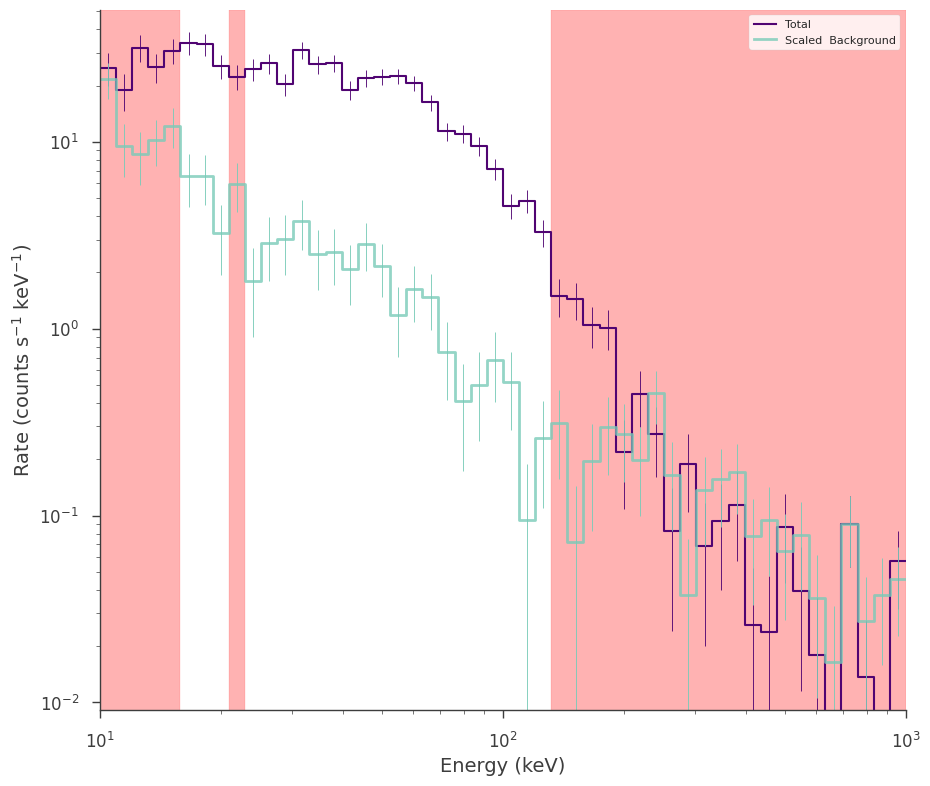 Total
Scaled  Background
Rate (counts s⁻¹ keV⁻¹)
10¹
10⁰
10⁻¹
10⁻²
10¹ 10² 10³
Energy (keV)